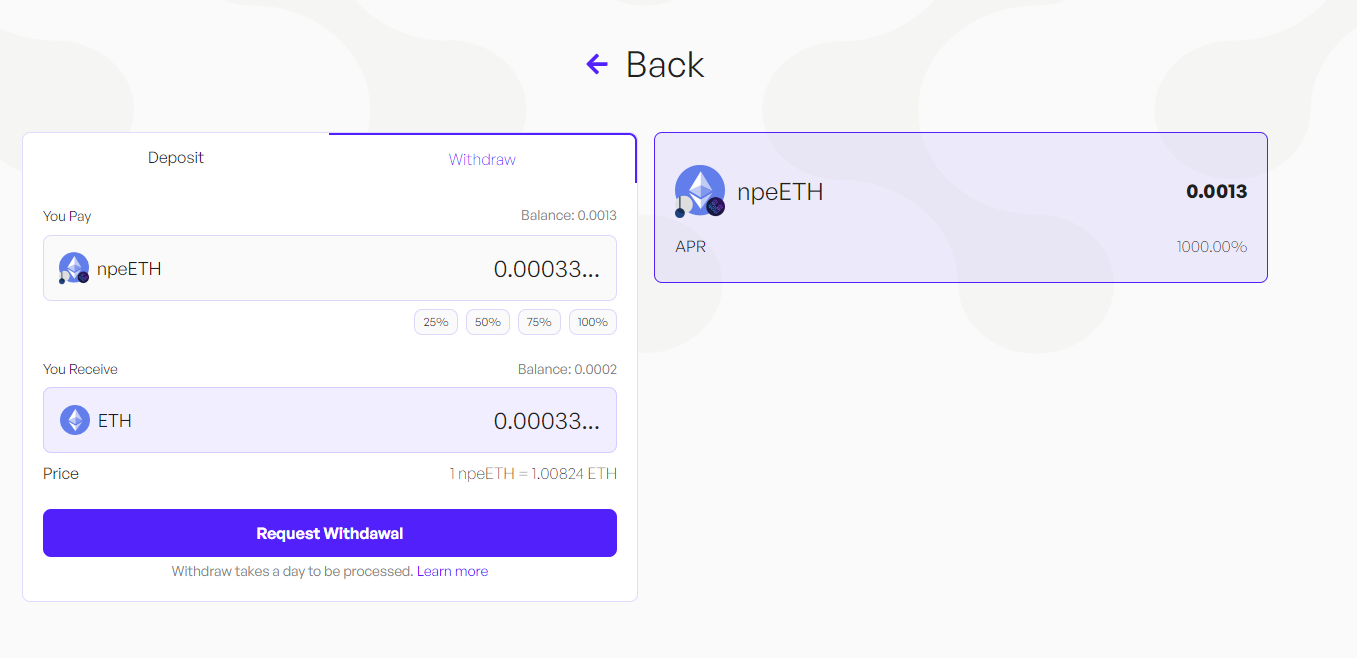 Back
Deposit
Withdraw
You Pay
Balance: 0.0013
npeETH
0.00033...
25%
50%
75%
100%
You Receive
Balance: 0.0002
ETH
0.00033...
Price
1 npeETH = 1.00824 ETH
Request Withdawal
Withdraw takes a day to be processed. Learn more
npeETH
0.0013
APR
1000.00%